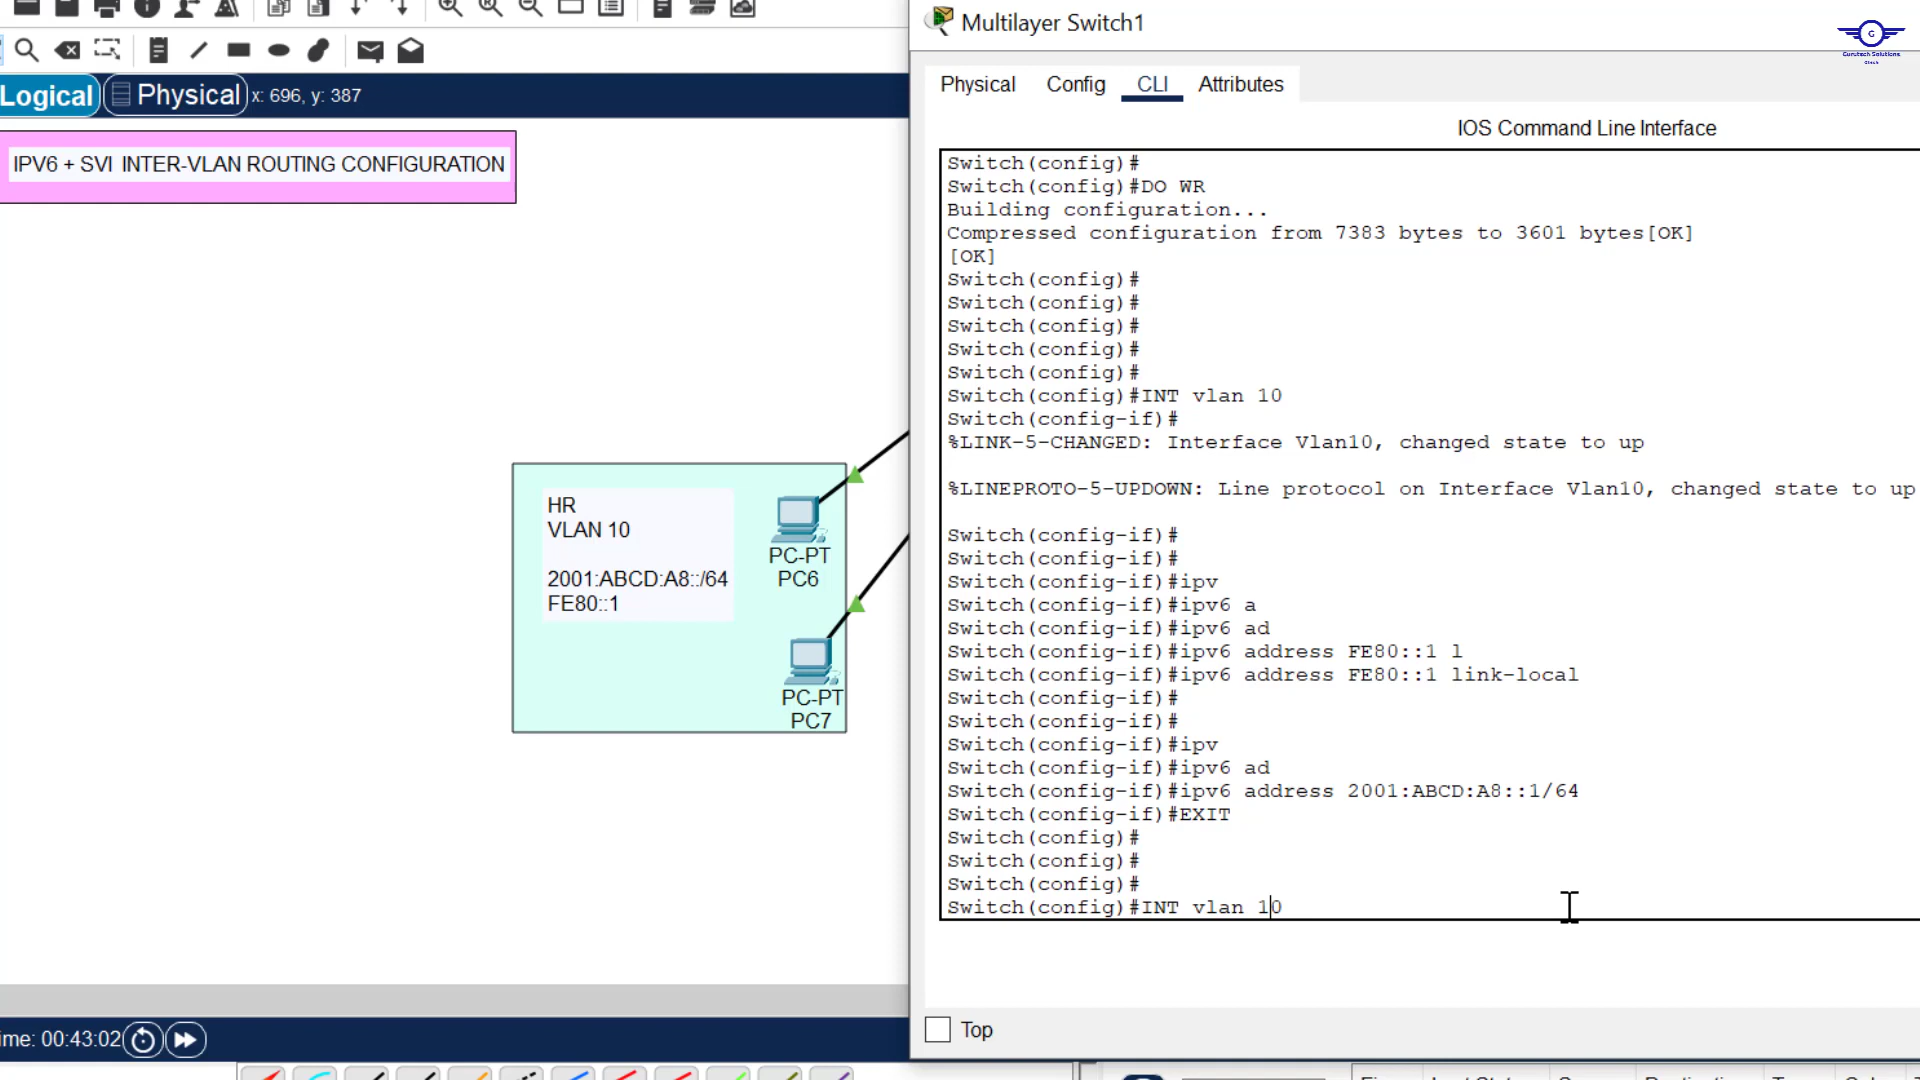 Multilayer Switch1
G
Gurutech Solutions
Logical
Physical
x: 696, y: 387
Physical
Config
CLI
Attributes
IOS Command Line Interface
IPV6 + SVI INTER-VLAN ROUTING CONFIGURATION
HR
VLAN 10
2001:ABCD:A8::/64
FE80::1
PC-PT
PC6
PC-PT
PC7
Switch(config)#
Switch(config)#DO WR
Building configuration...
Compressed configuration from 7383 bytes to 3601 bytes[OK]
[OK]
Switch(config)#
Switch(config)#
Switch(config)#
Switch(config)#
Switch(config)#
Switch(config)#INT vlan 10
Switch(config-if)#
%LINK-5-CHANGED: Interface Vlan10, changed state to up
%LINEPROTO-5-UPDOWN: Line protocol on Interface Vlan10, changed state to up
Switch(config-if)#
Switch(config-if)#
Switch(config-if)#ipv
Switch(config-if)#ipv6 a
Switch(config-if)#ipv6 ad
Switch(config-if)#ipv6 address FE80::1 l
Switch(config-if)#ipv6 address FE80::1 link-local
Switch(config-if)#
Switch(config-if)#
Switch(config-if)#ipv
Switch(config-if)#ipv6 ad
Switch(config-if)#ipv6 address 2001:ABCD:A8::1/64
Switch(config-if)#EXIT
Switch(config)#
Switch(config)#
Switch(config)#
Switch(config)#INT vlan 10
Top
ime: 00:43:02